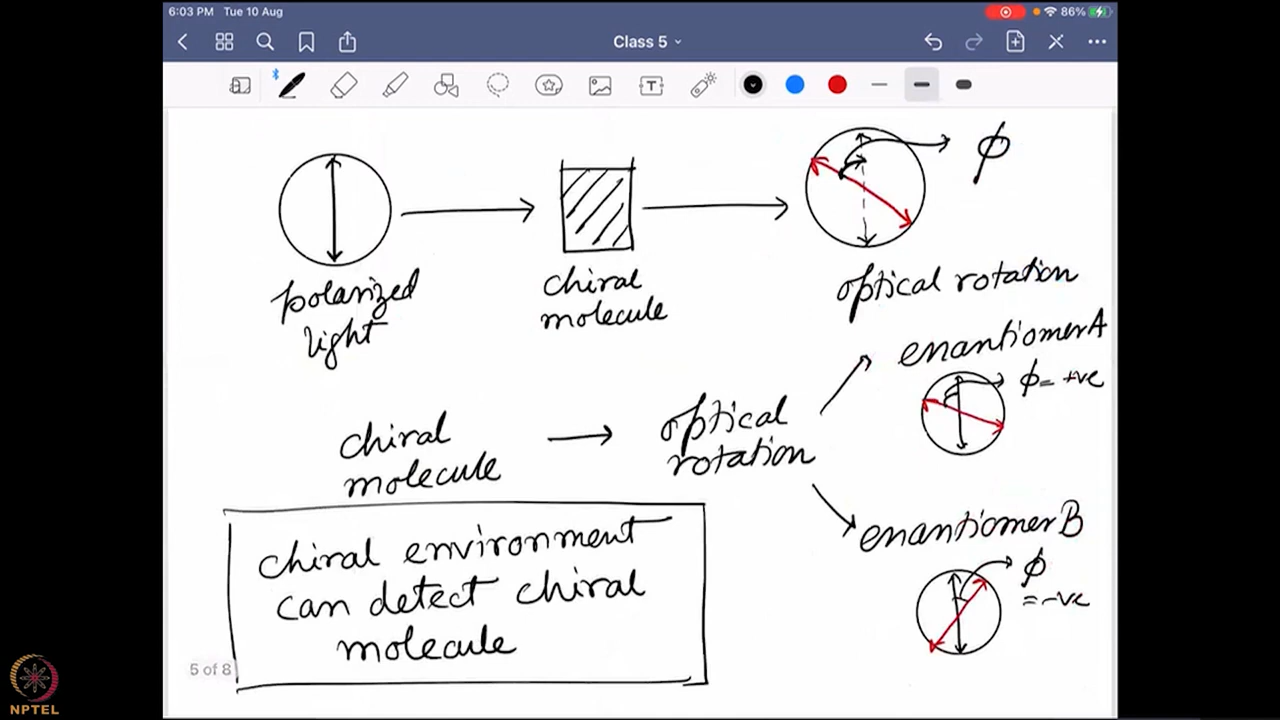 6:03 PM Tue 10 Aug
86%
Class 5
T
ϕ
polarized
light
chiral
molecule
optical rotation
enantiomer A
ϕ = +ve
chiral
molecule
optical
rotation
enantiomer B
ϕ
= -ve
chiral environment
can detect chiral
molecule
5 of 8
NPTEL